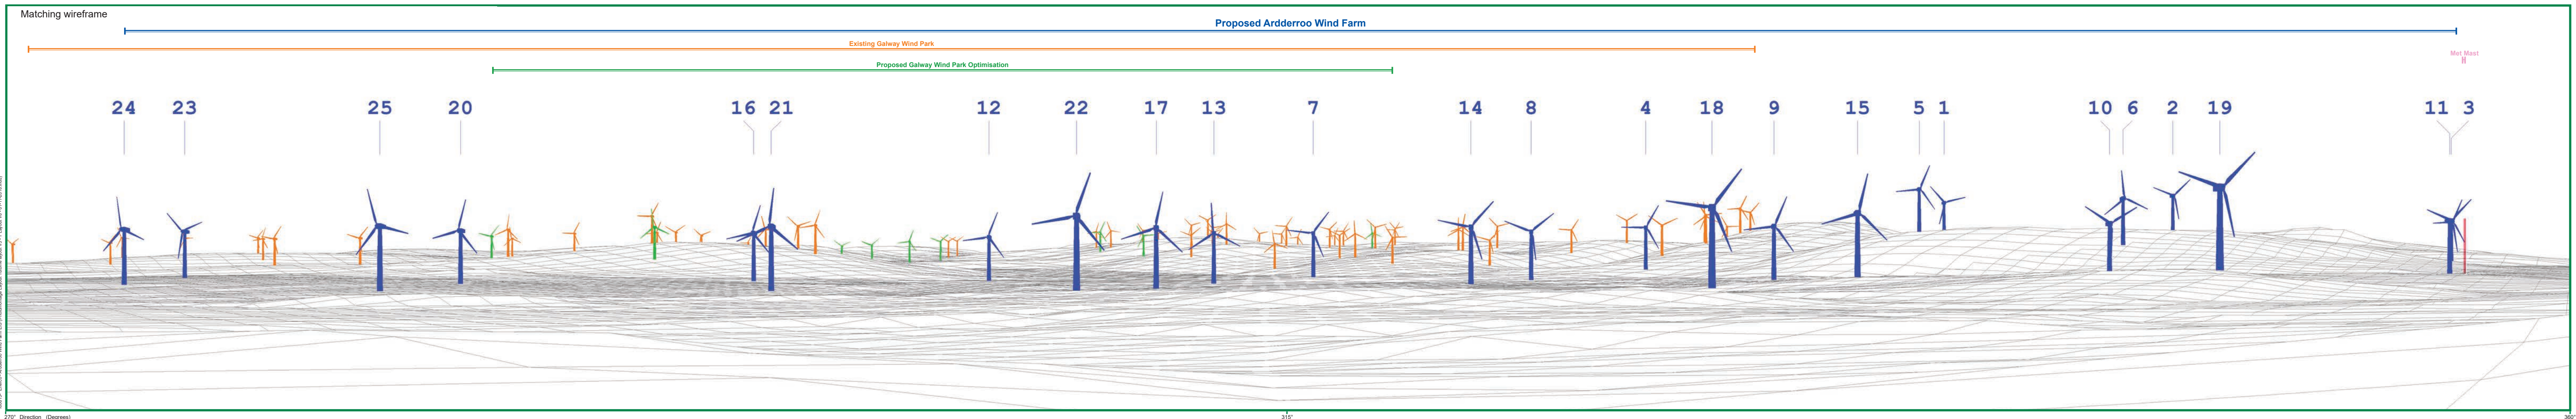 Matching wireframe
Proposed Ardderroo Wind Farm
Existing Galway Wind Park
Met Mast
Proposed Galway Wind Park Optimisation
24 23 25 20 16 21 12 22 17 13 7 14 8 4 18 9 15 5 1 10 6 2 19 11 3
270° Direction (Degrees) 315° 360°